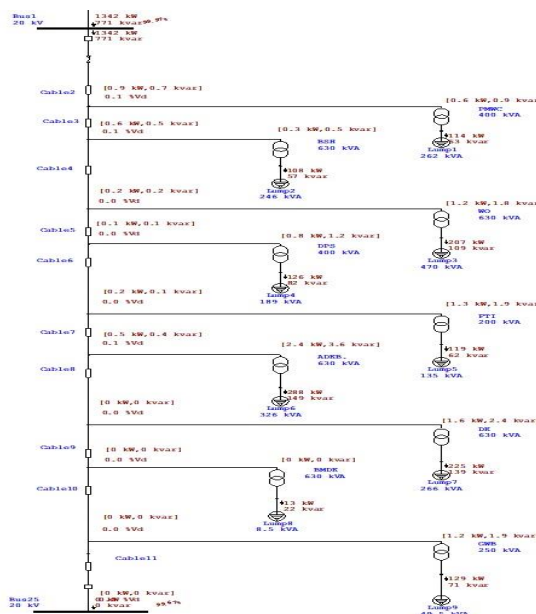 Bus1
20 kV
1342 kW
771 kvar
1342 kW
771 kvar
Cable2
[0.9 kW,0.7 kvar]
0.1 %Vd
[0.6 kW,0.9 kvar]
PMWC
400 kVA
Cable3
[0.6 kW,0.5 kvar]
0.1 %Vd
[0.3 kW,0.5 kvar]
114 kW
63 kvar
Lump1
262 kVA
BSB
630 kVA
Cable4
108 kW
57 kvar
Lump2
246 kVA
[0.2 kW,0.2 kvar]
0.0 %Vd
[1.2 kW,1.8 kvar]
WO
630 kVA
Cable5
[0.1 kW,0.1 kvar]
0.0 %Vd
[0.8 kW,1.2 kvar]
207 kW
109 kvar
Lump3
470 kVA
DPS
400 kVA
Cable6
126 kW
82 kvar
Lump4
189 kVA
[0.2 kW,0.1 kvar]
0.0 %Vd
[1.3 kW,1.9 kvar]
PTI
200 kVA
Cable7
[0.5 kW,0.4 kvar]
0.1 %Vd
[2.4 kW,3.6 kvar]
119 kW
62 kvar
Lump5
135 kVA
ADKB.
630 kVA
Cable8
288 kW
149 kvar
Lump6
326 kVA
[0 kW,0 kvar]
0.0 %Vd
[1.6 kW,2.4 kvar]
DK
630 kVA
Cable9
[0 kW,0 kvar]
0.0 %Vd
[0 kW,0 kvar]
225 kW
139 kvar
Lump7
266 kVA
BMDK
630 kVA
Cable10
13 kW
22 kvar
Lump8
8.5 kVA
[0 kW,0 kvar]
0.0 %Vd
[1.2 kW,1.9 kvar]
GWB
250 kVA
Cable11
129 kW
71 kvar
Lump9
[0 kW,0 kvar]
Bus25
20 kV
0 kvar